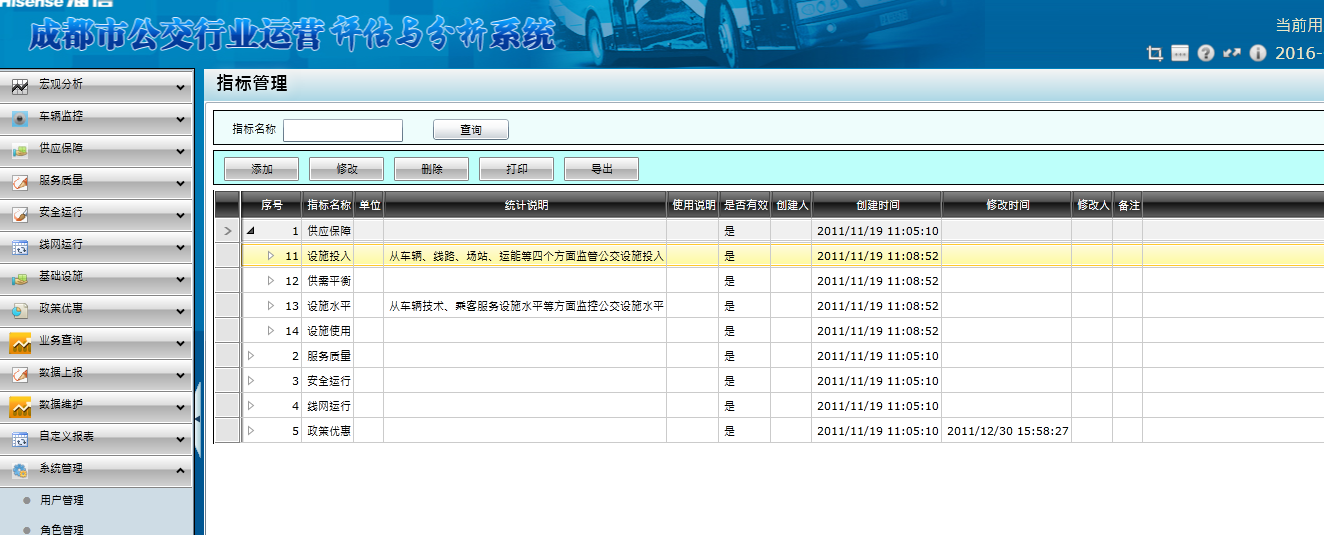 Hisense海信
成都市公交行业运营评估与分析系统
当前用
2016-
宏观分析
车辆监控
供应保障
服务质量
安全运行
线网运行
基础设施
政策优惠
业务查询
数据上报
数据维护
自定义报表
系统管理
用户管理
角色管理
指标管理
指标名称 查询
添加 修改 删除 打印 导出
序号 指标名称 单位 统计说明 使用说明 是否有效 创建人 创建时间 修改时间 修改人 备注
1 供应保障 是 2011/11/19 11:05:10
11 设施投入 从车辆、线路、场站、运能等四个方面监管公交设施投入 是 2011/11/19 11:08:52
12 供需平衡 是 2011/11/19 11:08:52
13 设施水平 从车辆技术、乘客服务设施水平等方面监控公交设施水平 是 2011/11/19 11:08:52
14 设施使用 是 2011/11/19 11:08:52
2 服务质量 是 2011/11/19 11:05:10
3 安全运行 是 2011/11/19 11:05:10
4 线网运行 是 2011/11/19 11:05:10
5 政策优惠 是 2011/11/19 11:05:10 2011/12/30 15:58:27